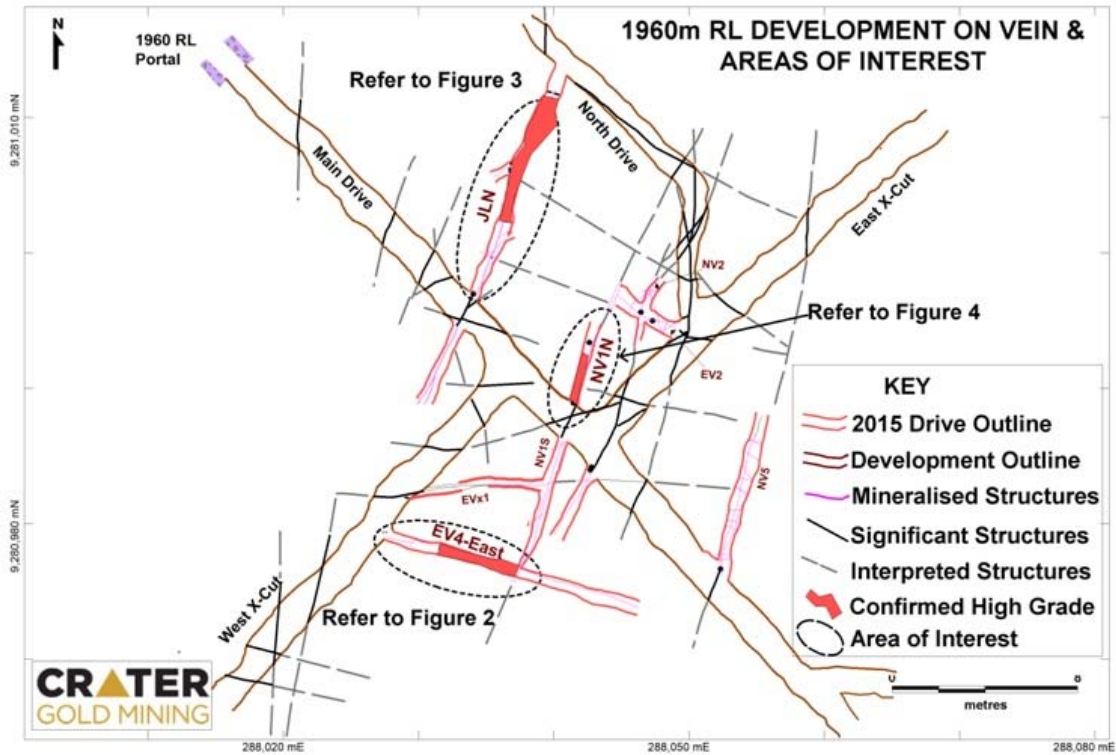 N
1960m RL DEVELOPMENT ON VEIN &
AREAS OF INTEREST
1960 RL
Portal
Refer to Figure 3
North Drive
Main Drive
East X-Cut
JLN
NV2
Refer to Figure 4
NV1N
EV2
NV1S
NV5
EVx1
EV4-East
West X-Cut
Refer to Figure 2
KEY
2015 Drive Outline
Development Outline
Mineralised Structures
Significant Structures
Interpreted Structures
Confirmed High Grade
Area of Interest
0 8
metres
CRATER
GOLD MINING
9,281,010 mN
9,280,980 mN
288,020 mE
288,050 mE
288,080 mE